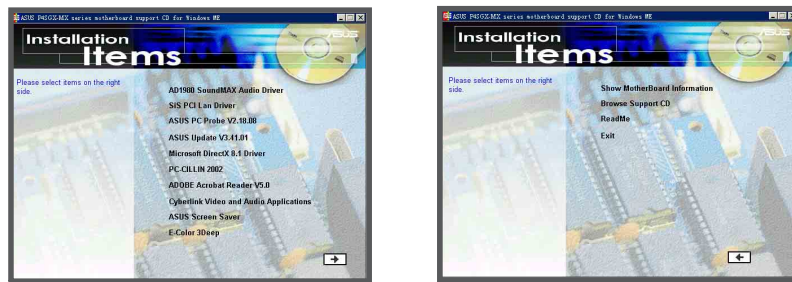 ASUS P4SGX-MX series motherboard support CD for Windows ME
Installation
Items
Please select items on the right
side.
AD1980 SoundMAX Audio Driver
SiS PCI Lan Driver
ASUS PC Probe V2.18.08
ASUS Update V3.41.01
Microsoft DirectX 8.1 Driver
PC-CILLIN 2002
ADOBE Acrobat Reader V5.0
Cyberlink Video and Audio Applications
ASUS Screen Saver
E-Color 3Deep
ASUS P4SGX-MX series motherboard support CD for Windows ME
Installation
Items
Please select items on the right
side.
Show MotherBoard Information
Browse Support CD
ReadMe
Exit